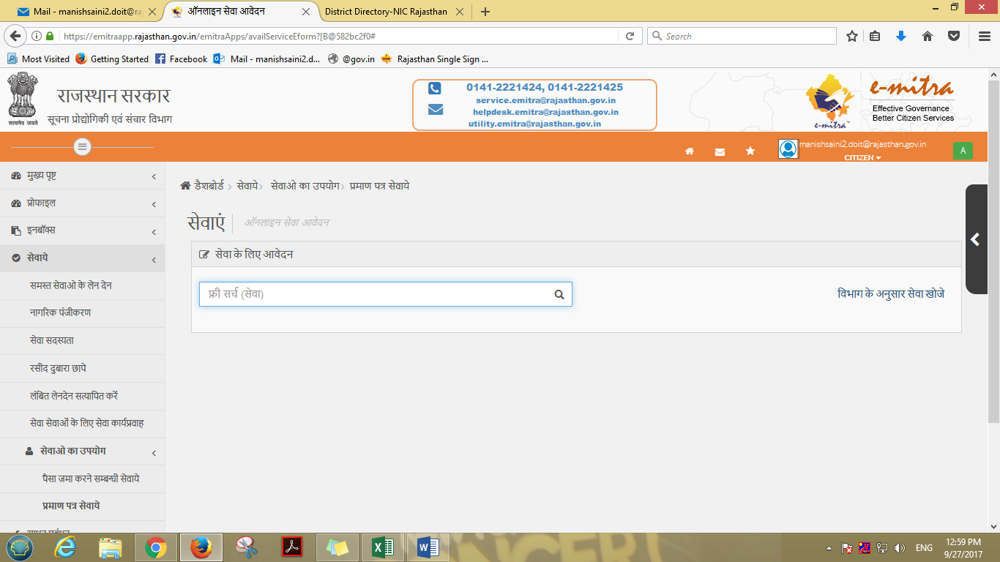 Mail - manishsaini2.doit@raj
ऑनलाइन सेवा आवेदन
District Directory-NIC Rajasthan
https://emitraapp.rajasthan.gov.in/emitraApps/availServiceEform?[B@582bc2f0#
Search
Most Visited
Getting Started
Facebook
Mail - manishsaini2.d...
@gov.in
Rajasthan Single Sign ...
सत्यमेव जयते
राजस्थान सरकार
सूचना प्रोद्योगिकी एवं संचार विभाग
0141-2221424, 0141-2221425
service.emitra@rajasthan.gov.in
helpdesk.emitra@rajasthan.gov.in
utility.emitra@rajasthan.gov.in
e-mitra™
e-mitra
Effective Governance
Better Citizen Services
manishsaini2.doit@rajasthan.gov.in
CITIZEN
A
मुख्य पृष्ट
प्रोफाइल
इनबॉक्स
सेवाये
समस्त सेवाओ के लेन देन
नागरिक पंजीकरण
सेवा सदस्यता
रसीद दुबारा छापे
लंबित लेनदेन सत्यापित करें
सेवा सेवाओं के लिए सेवा कार्यप्रवाह
सेवाओ का उपयोग
पैसा जमा करने सम्बन्धी सेवाये
प्रमाण पत्र सेवाये
डैशबोर्ड › सेवाये› सेवाओ का उपयोग› प्रमाण पत्र सेवाये
सेवाएं
ऑनलाइन सेवा आवेदन
सेवा के लिए आवेदन
फ्री सर्च (सेवा)
विभाग के अनुसार सेवा खोजे
ENG
12:59 PM
9/27/2017